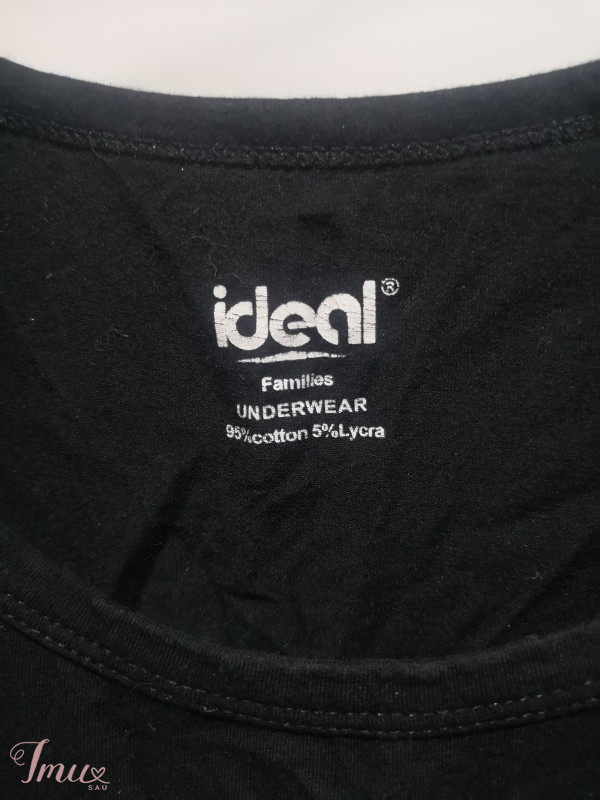 ideal®
Families
UNDERWEAR
95%cotton 5%Lycra
Imu
SAU